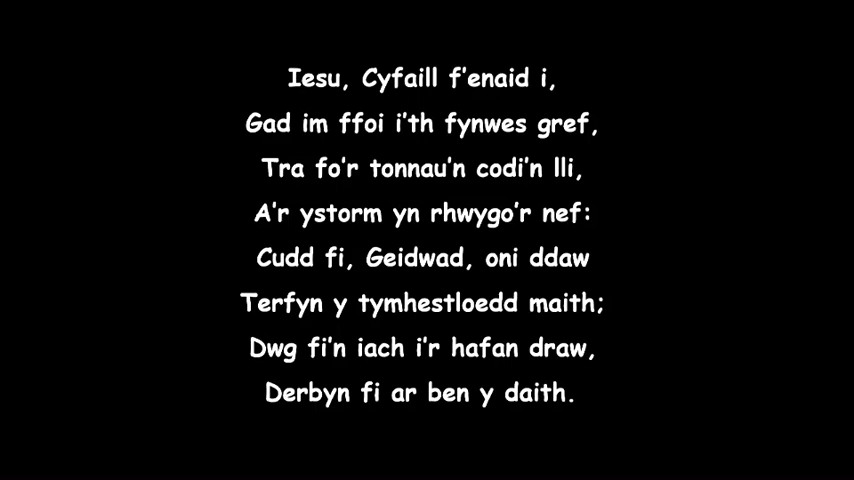 Iesu, Cyfaill f'enaid i,
Gad im ffoi i'th fynwes gref,
Tra fo'r tonnau'n codi'n lli,
A'r ystorm yn rhwygo'r nef:
Cudd fi, Geidwad, oni ddaw
Terfyn y tymhestloedd maith;
Dwg fi'n iach i'r hafan draw,
Derbyn fi ar ben y daith.